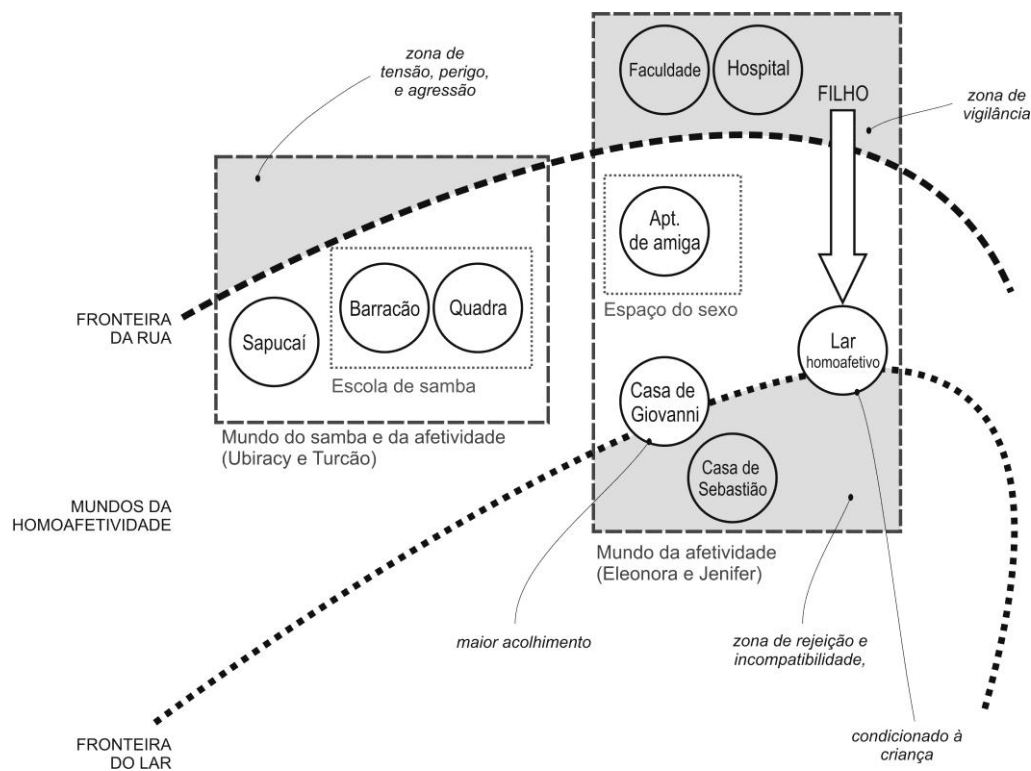 zona de
tensão, perigo,
e agressão
Faculdade
Hospital
FILHO
zona de
vigilância
Apt.
de amiga
Espaço do sexo
FRONTEIRA
DA RUA
Sapucaí
Barracão
Quadra
Escola de samba
Lar
homoafetivo
Casa de
Giovanni
Mundo do samba e da afetividade
(Ubiracy e Turcão)
Casa de
Sebastião
MUNDOS DA
HOMOAFETIVIDADE
Mundo da afetividade
(Eleonora e Jenifer)
maior acolhimento
zona de rejeição e
incompatibilidade,
condicionado à
criança
FRONTEIRA
DO LAR